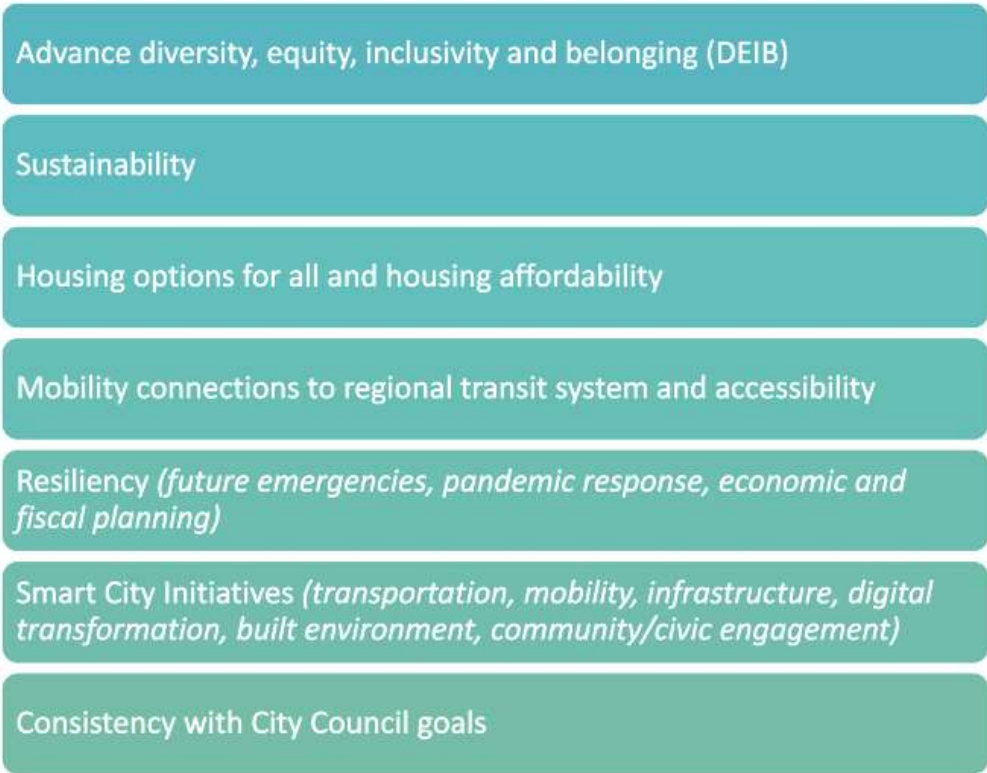 Advance diversity, equity, inclusivity and belonging (DEIB)
Sustainability
Housing options for all and housing affordability
Mobility connections to regional transit system and accessibility
Resiliency (future emergencies, pandemic response, economic and
fiscal planning)
Smart City Initiatives (transportation, mobility, infrastructure, digital
transformation, built environment, community/civic engagement)
Consistency with City Council goals